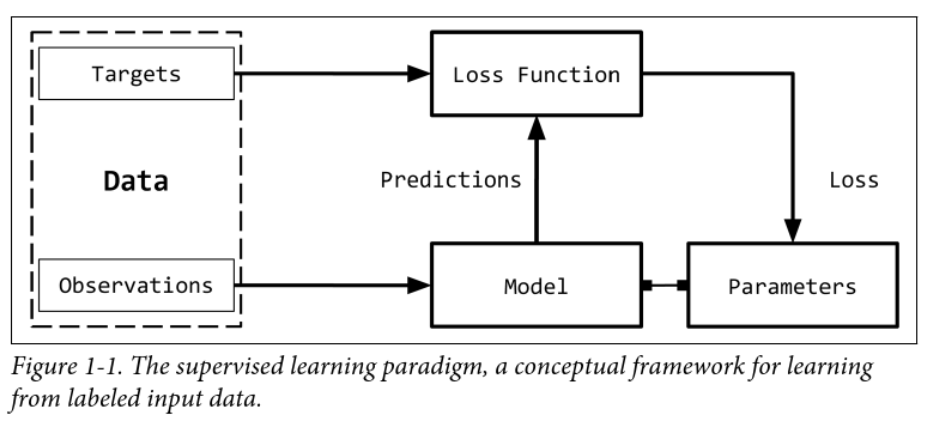 Targets
Loss Function
Data
Predictions
Loss
Observations
Model
Parameters
Figure 1-1. The supervised learning paradigm, a conceptual framework for learning
from labeled input data.